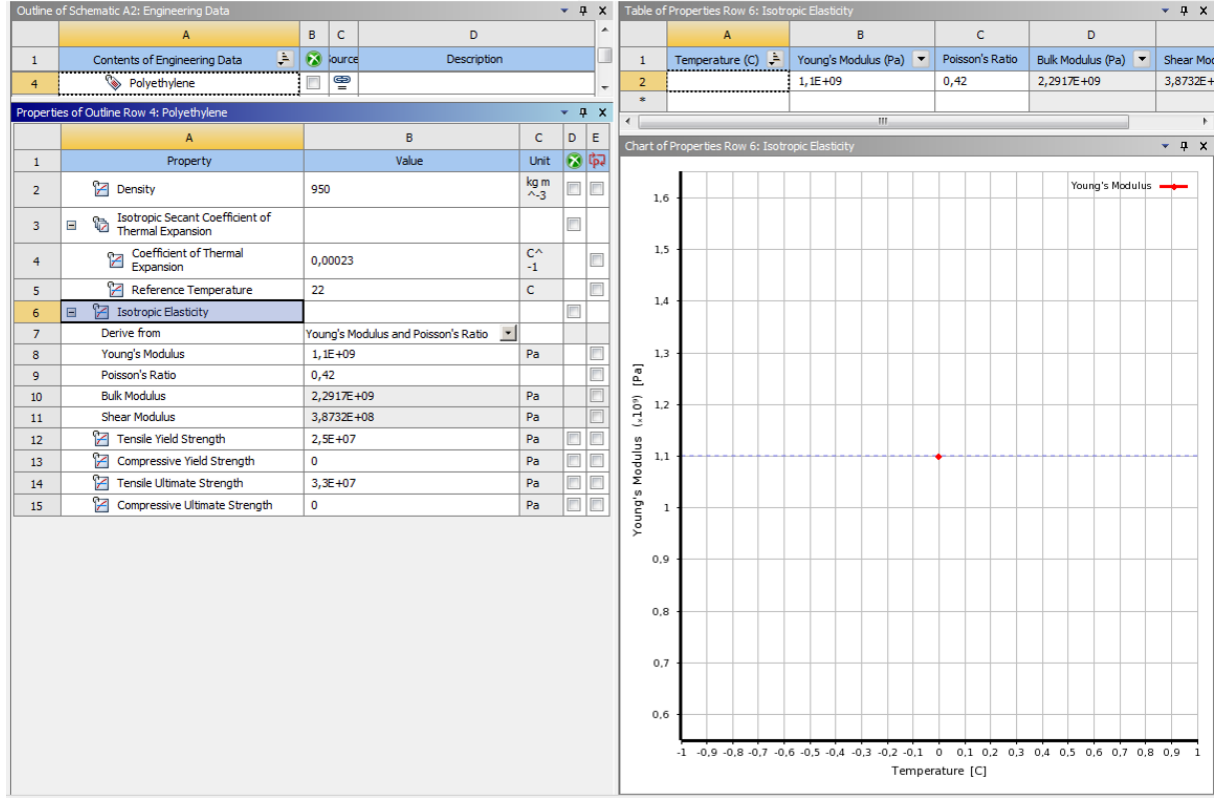 Outline of Schematic A2: Engineering Data
A B C D
1 Contents of Engineering Data ource Description
4 Polyethylene
Properties of Outline Row 4: Polyethylene
A B C D E
1 Property Value Unit
2 Density 950 kg m
^-3
3 Isotropic Secant Coefficient of
Thermal Expansion
4 Coefficient of Thermal
Expansion 0,00023 C^
-1
5 Reference Temperature 22 C
6 Isotropic Elasticity
7 Derive from Young's Modulus and Poisson's Ratio
8 Young's Modulus 1,1E+09 Pa
9 Poisson's Ratio 0,42
10 Bulk Modulus 2,2917E+09 Pa
11 Shear Modulus 3,8732E+08 Pa
12 Tensile Yield Strength 2,5E+07 Pa
13 Compressive Yield Strength 0 Pa
14 Tensile Ultimate Strength 3,3E+07 Pa
15 Compressive Ultimate Strength 0 Pa
Table of Properties Row 6: Isotropic Elasticity
A B C D
1 Temperature (C) Young's Modulus (Pa) Poisson's Ratio Bulk Modulus (Pa) Shear Mo
2 1,1E+09 0,42 2,2917E+09 3,8732E+
*
Chart of Properties Row 6: Isotropic Elasticity
Young's Modulus
1,6
1,5
1,4
1,3
1,2
1,1
1
0,9
0,8
0,7
0,6
Young's Modulus (.10⁹) [Pa]
-1 -0,9 -0,8 -0,7 -0,6 -0,5 -0,4 -0,3 -0,2 -0,1 0 0,1 0,2 0,3 0,4 0,5 0,6 0,7 0,8 0,9 1
Temperature [C]